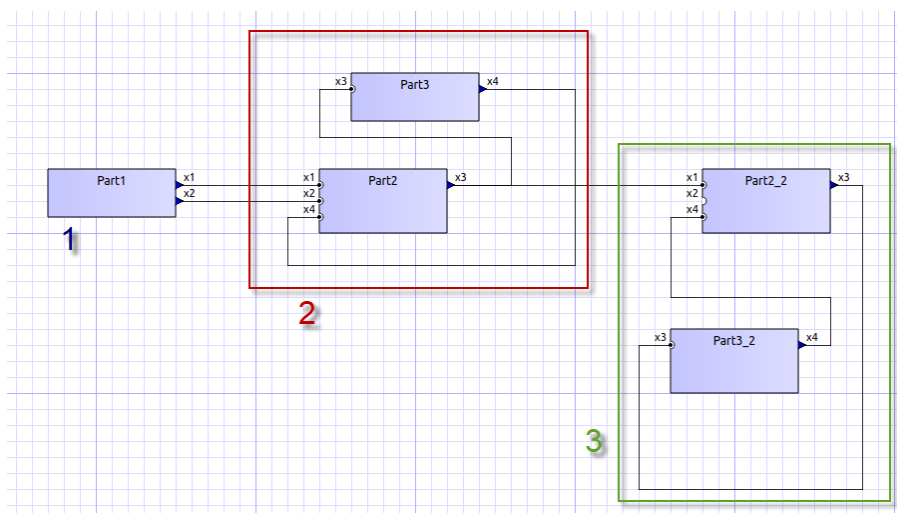 x3 Part3 x4
Part1 x1
x2
x1 Part2 x3
x2
x4
x1 Part2_2 x3
x2
x4
1
2
x3 Part3_2 x4
3